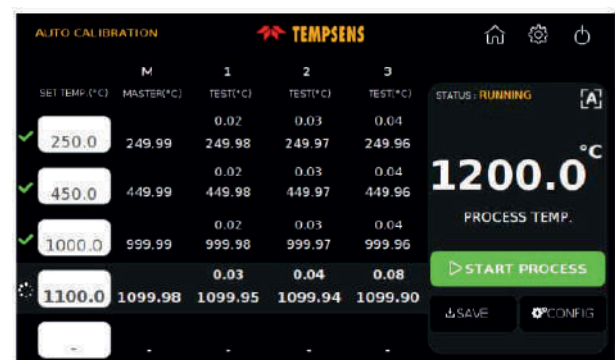 AUTO CALIBRATION
TEMPSENS
M 1 2 3
SET TEMP.(°C) MASTER(°C) TEST(°C) TEST(°C) TEST(°C)
0.02 0.03 0.04
250.0 249.99 249.98 249.97 249.96
0.02 0.03 0.04
450.0 449.99 449.98 449.97 449.96
0.02 0.03 0.04
1000.0 999.99 999.98 999.97 999.96
0.03 0.04 0.08
1100.0 1099.98 1099.95 1099.94 1099.90
- - - - -
STATUS : RUNNING
[A]
°C
1200.0
PROCESS TEMP.
START PROCESS
SAVE
CONFIG